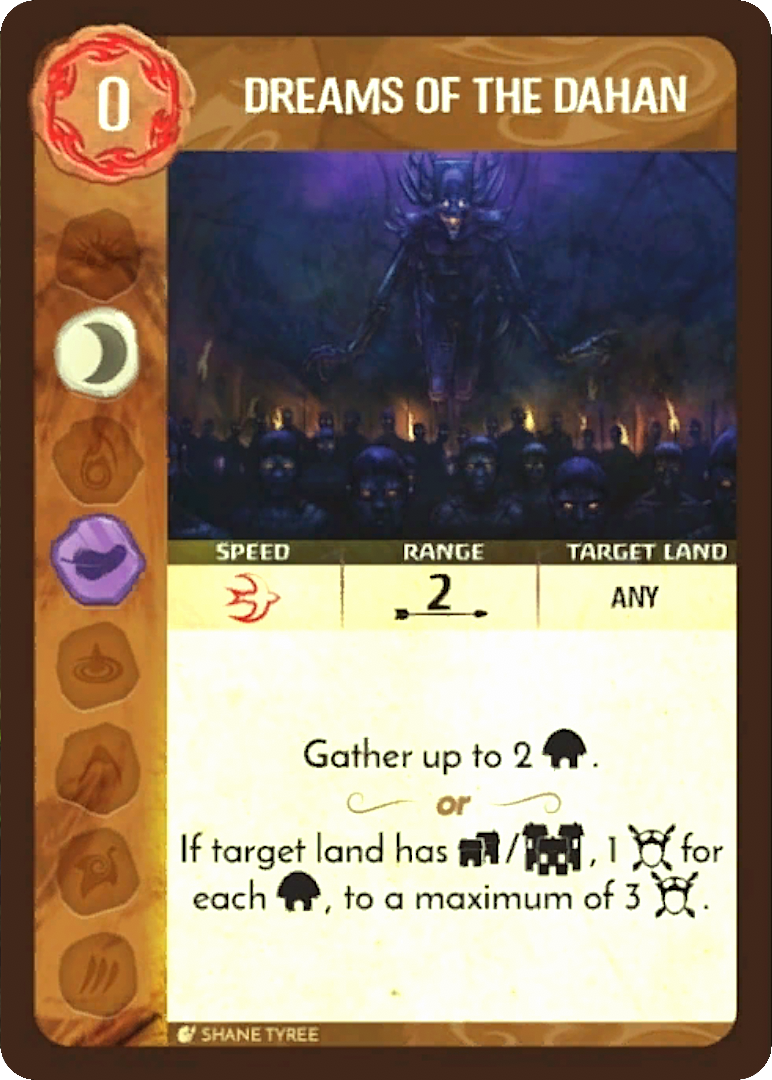 0
DREAMS OF THE DAHAN
SPEED RANGE TARGET LAND
2 ANY
Gather up to 2 .
or
If target land has / , 1 for
each , to a maximum of 3 .
SHANE TYREE